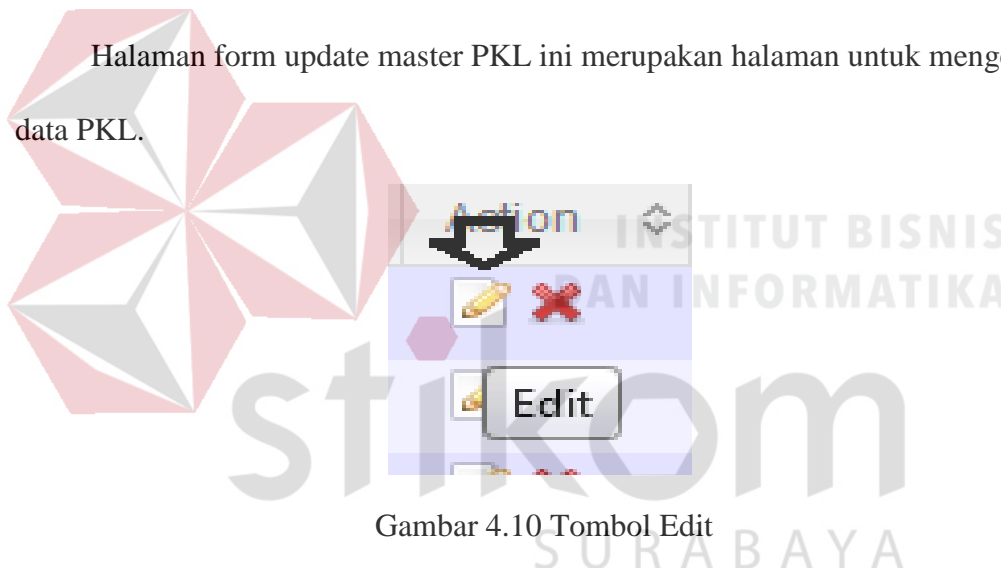 Halaman form update master PKL ini merupakan halaman untuk
data PKL.
Action
INSTITUT BISNIS
DAN INFORMATIKA
Edit
stikom
Gambar 4.10 Tombol Edit
SURABAYA